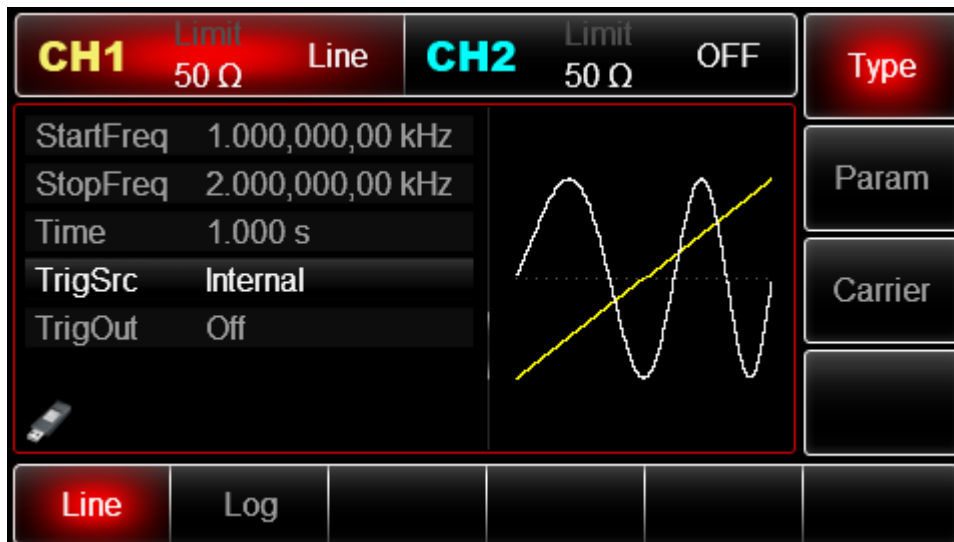 CH1 Limit 50 Ω Line CH2 Limit 50 Ω OFF
Type
StartFreq 1.000,000,00 kHz
StopFreq 2.000,000,00 kHz
Param
Time 1.000 s
TrigSrc Internal
Carrier
TrigOut Off
Line Log